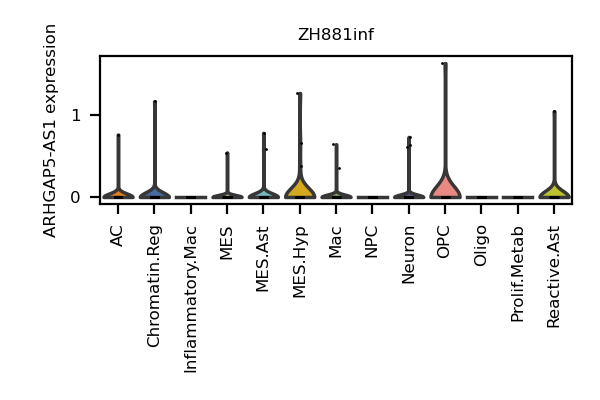 ZH881inf
ARHGAP5-AS1 expression
1
0
AC
Chromatin.Reg
Inflammatory.Mac
MES
MES.Ast
MES.Hyp
Mac
NPC
Neuron
OPC
Oligo
Prolif.Metab
Reactive.Ast